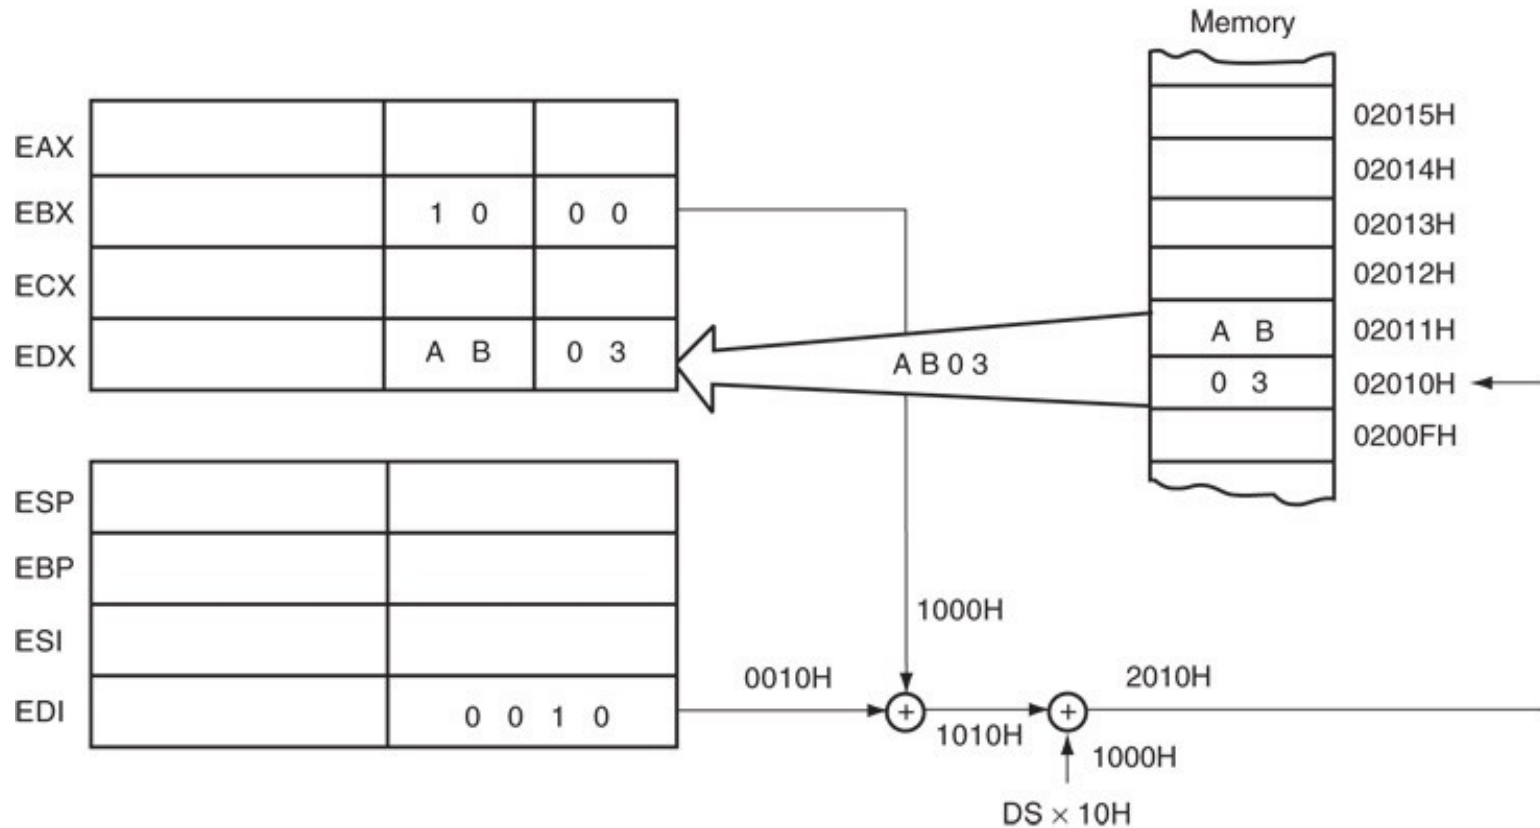 Memory
EAX
EBX 1 0 0 0
ECX
EDX A B 0 3
A B 0 3
02015H
02014H
02013H
02012H
A B 02011H
0 3 02010H
0200FH
ESP
EBP
ESI
EDI 0 0 1 0
1000H
0010H
+
1010H
+
2010H
1000H
DS × 10H